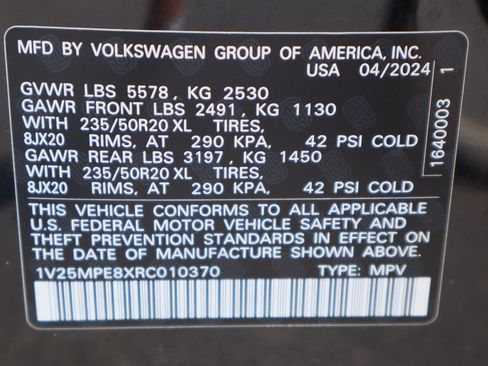 MFD BY VOLKSWAGEN GROUP OF AMERICA, INC.
USA 04/2024
GVWR LBS 5578, KG 2530
GAWR FRONT LBS 2491, KG 1130
WITH 235/50R20 XL TIRES,
8JX20 RIMS, AT 290 KPA, 42 PSI COLD
GAWR REAR LBS 3197, KG 1450
WITH 235/50R20 XL TIRES,
8JX20 RIMS, AT 290 KPA, 42 PSI COLD
THIS VEHICLE CONFORMS TO ALL APPLICABLE
U.S. FEDERAL MOTOR VEHICLE SAFETY AND
THEFT PREVENTION STANDARDS IN EFFECT ON
THE DATE OF MANUFACTURE SHOWN ABOVE.
1V25MPE8XRC010370 TYPE: MPV
1640003 1